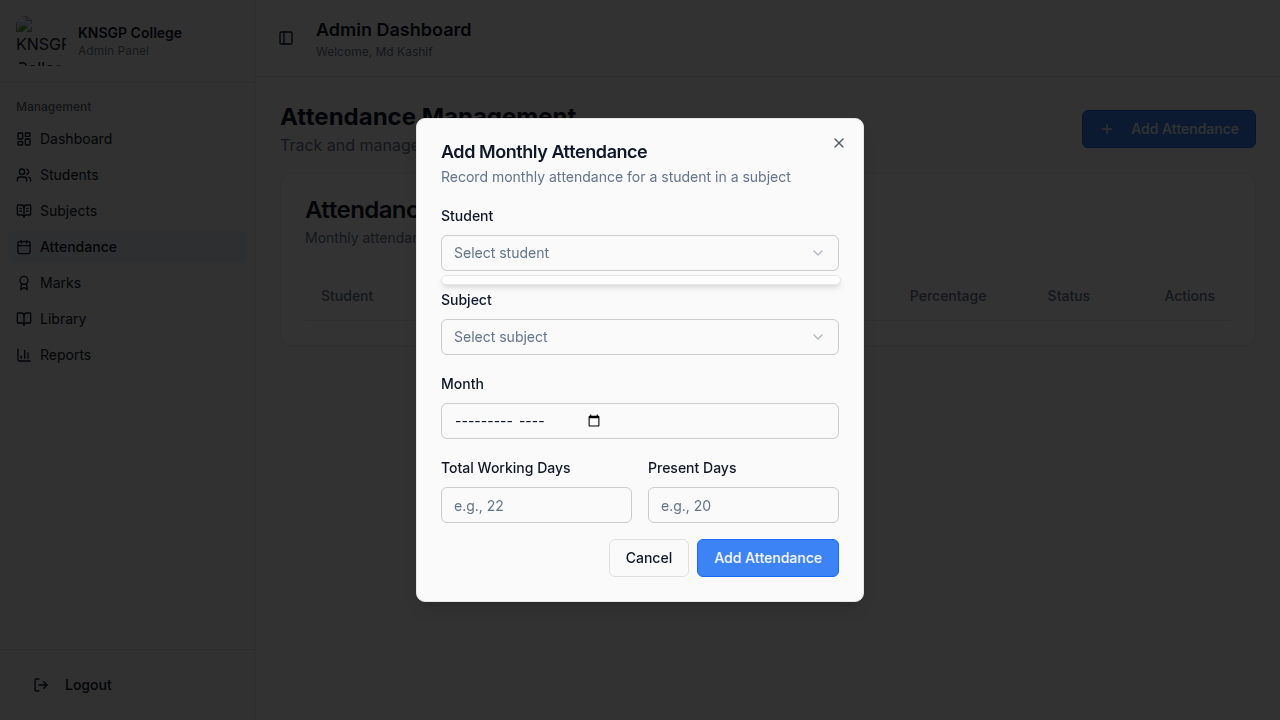 KNSGP
KNSGP College
Admin Panel
Admin Dashboard
Welcome, Md Kashif
Management
Dashboard
Students
Subjects
Attendance
Marks
Library
Reports
Logout
Attendance Management
Track and manage
Add Attendance
Monthly
Student
Percentage
Status
Actions
Add Monthly Attendance
Record monthly attendance for a student in a subject
Student
Select student
Subject
Select subject
Month
--------- ----
Total Working Days
Present Days
e.g., 22
e.g., 20
Cancel
Add Attendance